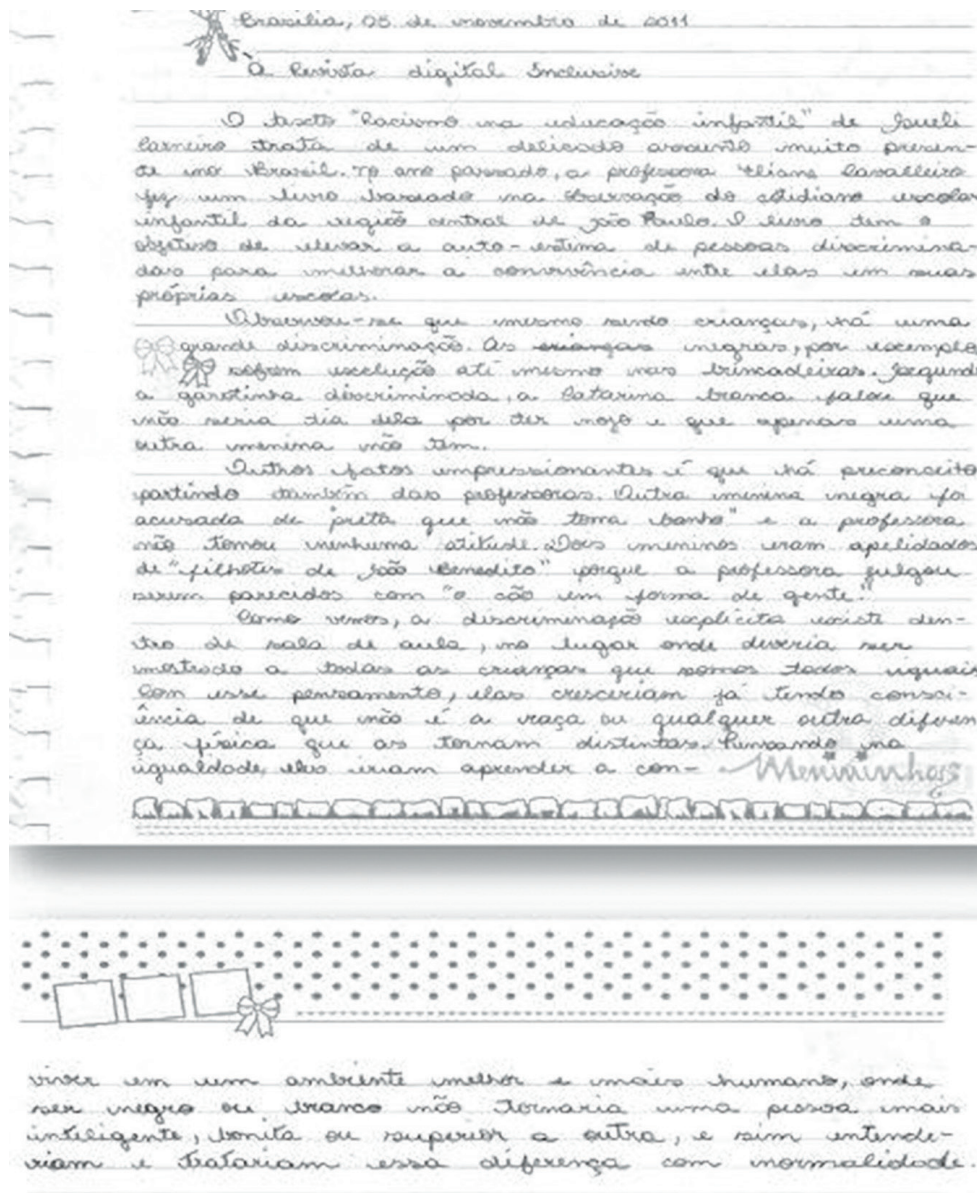 Brasília, 05 de novembro de 2011
À Revista digital Inclusive
O texto "Racismo na educação infantil" de Sueli
Carneiro trata de um delicado assunto muito presen-
te no Brasil. No ano passado, a professora Eliane Cavalleiro
fez um livro baseado na observação do cotidiano escolar
infantil da região central de São Paulo. O livro tem o
objetivo de elevar a auto-estima de pessoas discrimina-
das para melhorar a convivência entre elas em suas
próprias escolas.
Observou-se que mesmo sendo crianças, há uma
grande discriminação. As crianças negras, por exemplo
sofrem exclução até mesmo nas brincadeiras. Segundo
a garotinha discriminada, a Catarina branca falou que
não seria tia dela por ter nojo e que apenas uma
outra menina não tem.
Outros fatos impressionantes é que há preconceito
partindo também das professoras. Outra menina negra foi
acusada de "preta que não toma banho" e a professora
não tomou nenhuma atitude. Dois meninos eram apelidados
de "filhotes de São Benedito" porque a professora julgou
serem parecidos com "o cão em forma de gente."
Como vemos, a discriminação explícita existe den-
tro de sala de aula, no lugar onde deveria ser
mostrado a todas as crianças que somos todos iguais
Com esse pensamento, elas cresceriam já tendo consci-
ência de que não é a raça ou qualquer outra diferen
ça física que as tornam distintas. Pensando na
igualdade, eles iriam aprender a con-
Menininhas
viver em um ambiente melhor e mais humano, onde
ser negro ou branco não tornaria uma pessoa mais
inteligente, bonita ou superior a outra, e sim entende-
riam e tratariam essa diferença com normalidade.